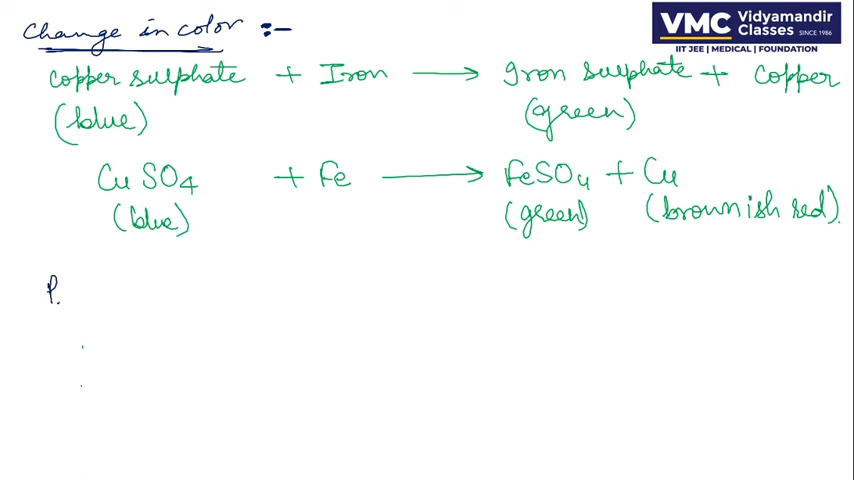 Change in color :-
VMC Vidyamandir Classes SINCE 1986
IIT JEE | MEDICAL | FOUNDATION
Copper sulphate + Iron → Iron sulphate + Copper
(blue) (green)
CuSO4 + Fe → FeSO4 + Cu
(blue) (green) (brownish red).
P.